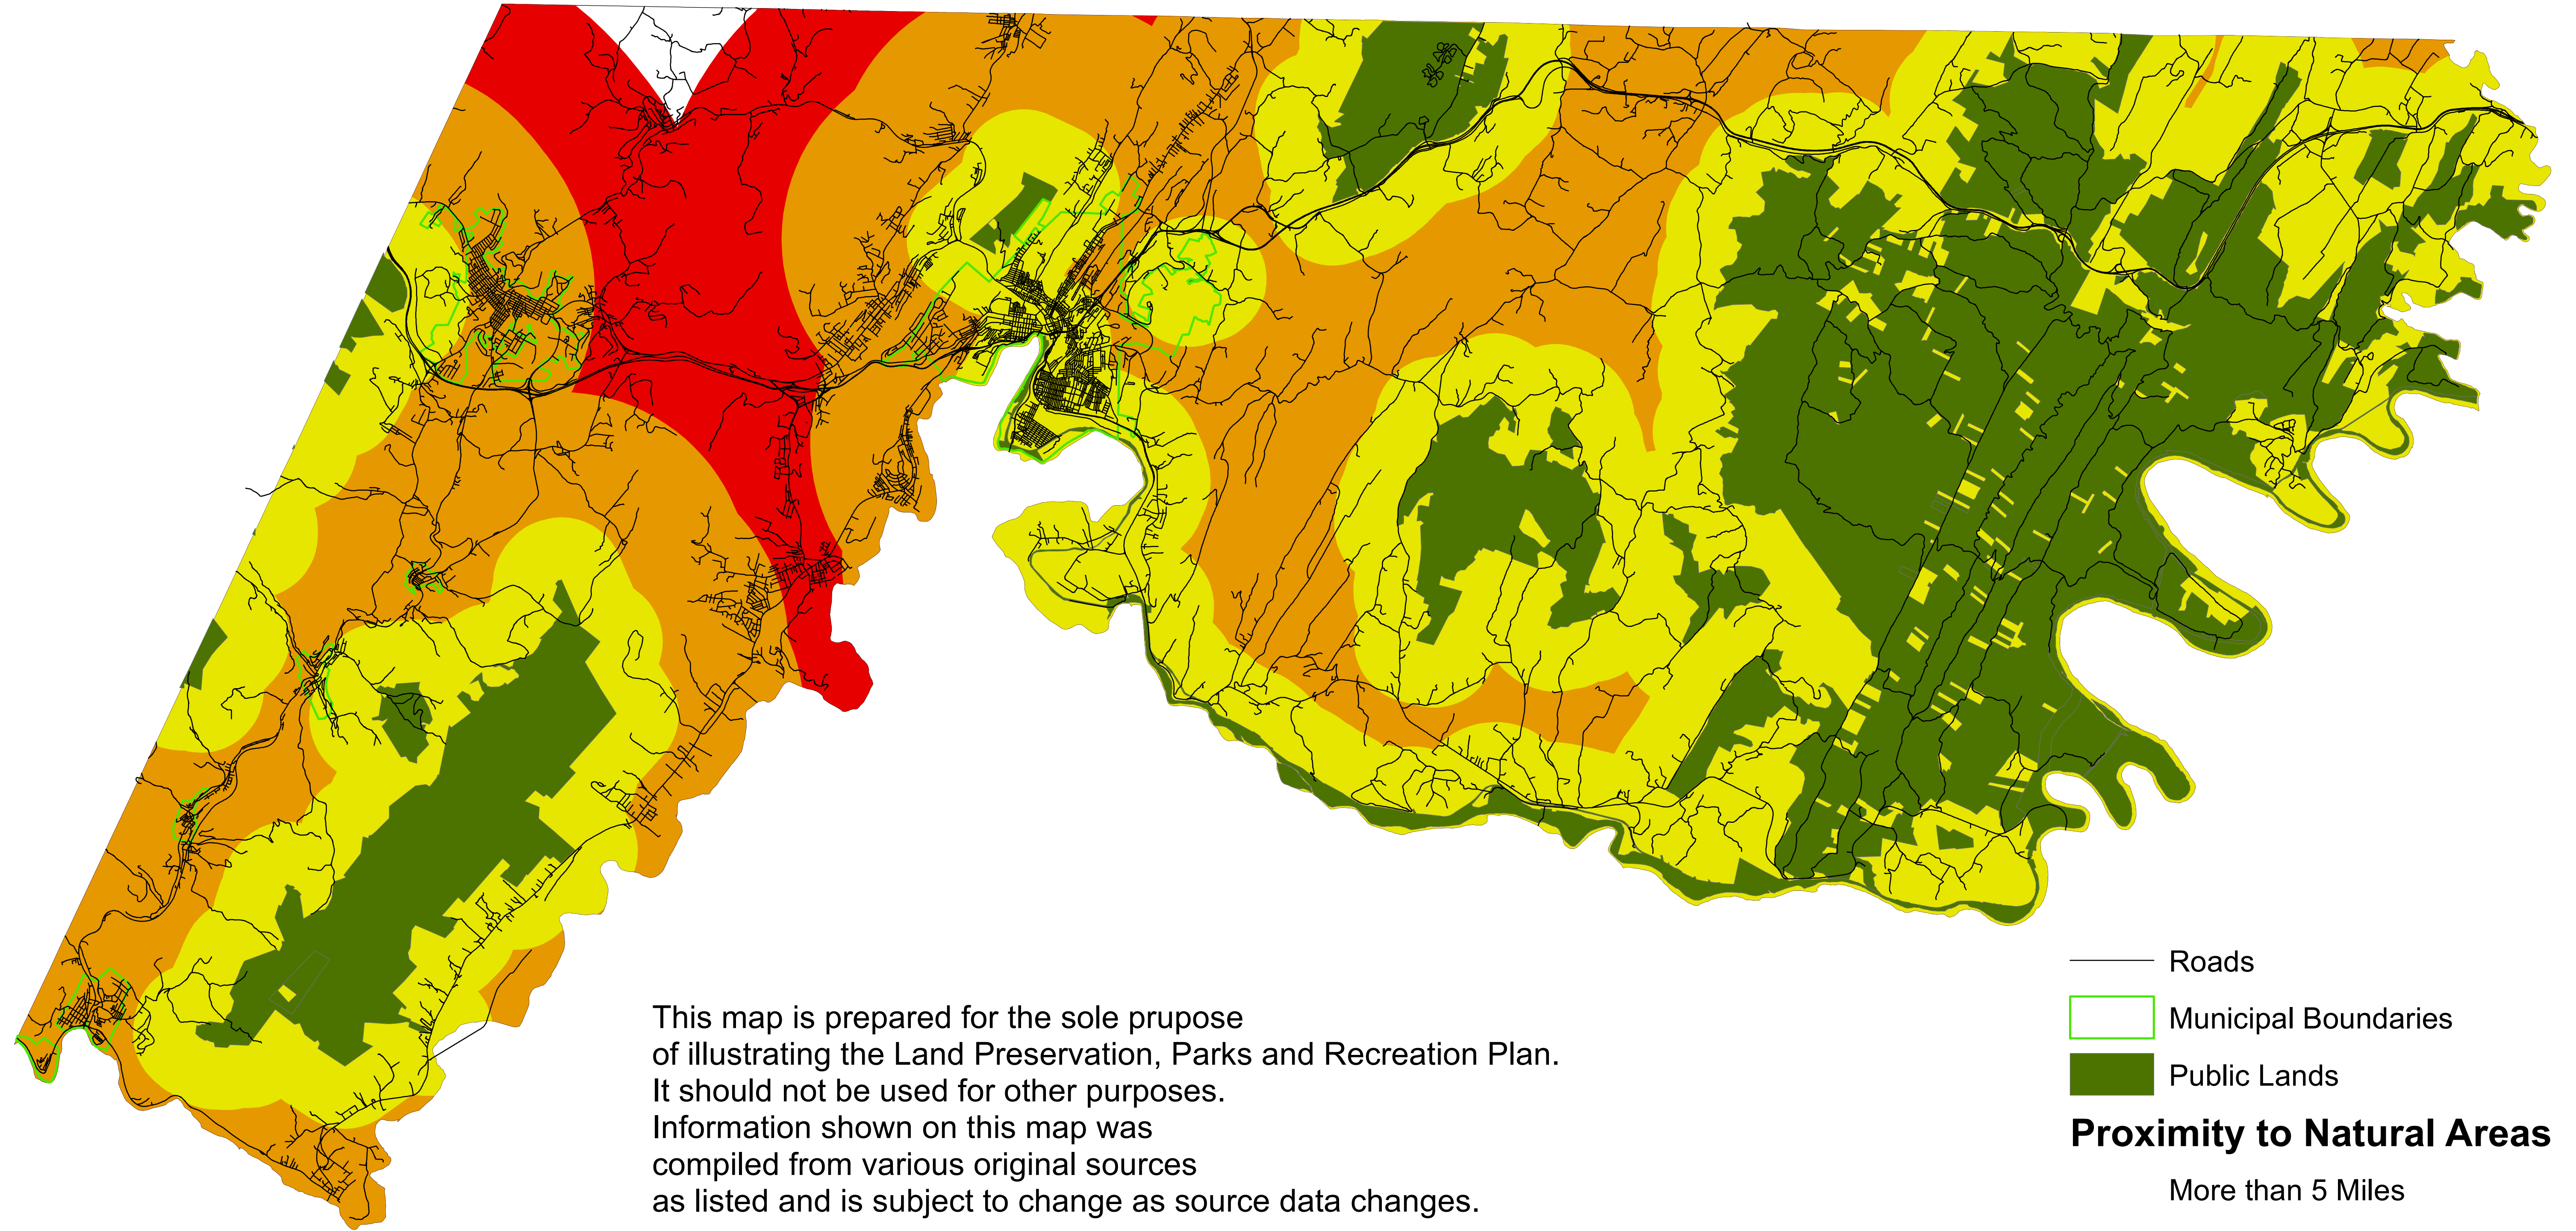 This map is prepared for the sole prupose
of illustrating the Land Preservation, Parks and Recreation Plan.
It should not be used for other purposes.
Information shown on this map was
compiled from various original sources
as listed and is subject to change as source data changes.
Roads
Municipal Boundaries
Public Lands
Proximity to Natural Areas
More than 5 Miles